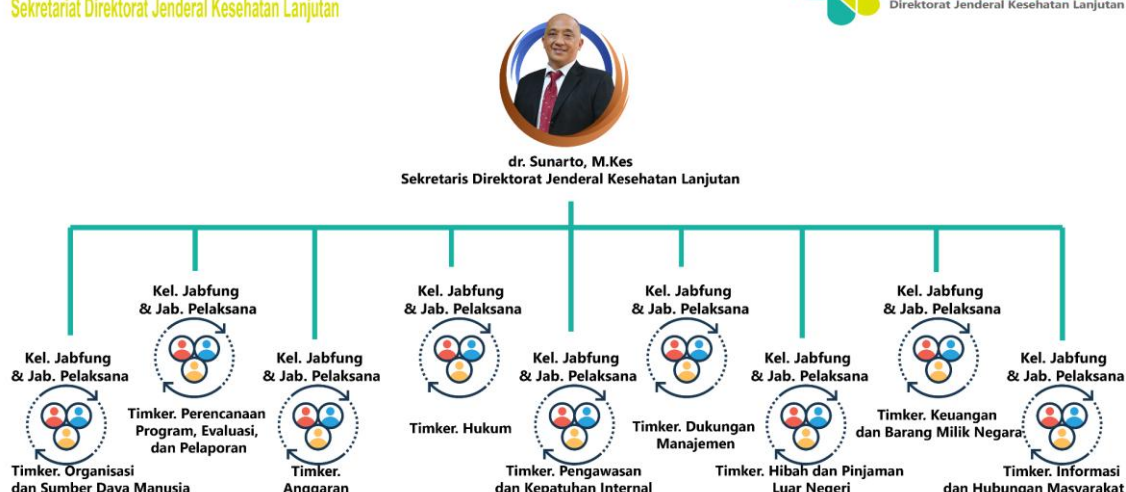 Sekretariat Direktorat Jenderal Kesehatan Lanjutan
Direktorat Jenderal Kesehatan Lanjutan
dr. Sunarto, M.Kes
Sekretaris Direktorat Jenderal Kesehatan Lanjutan
Kel. Jabfung
& Jab. Pelaksana
Timker. Organisasi
dan Sumber Daya Manusia
Kel. Jabfung
& Jab. Pelaksana
Timker. Perencanaan
Program, Evaluasi,
dan Pelaporan
Kel. Jabfung
& Jab. Pelaksana
Timker.
Anggaran
Kel. Jabfung
& Jab. Pelaksana
Timker. Hukum
Kel. Jabfung
& Jab. Pelaksana
Timker. Pengawasan
dan Kepatuhan Internal
Kel. Jabfung
& Jab. Pelaksana
Timker. Dukungan
Manajemen
Kel. Jabfung
& Jab. Pelaksana
Timker. Hibah dan Pinjaman
Luar Negeri
Kel. Jabfung
& Jab. Pelaksana
Timker. Keuangan
dan Barang Milik Negara
Kel. Jabfung
& Jab. Pelaksana
Timker. Informasi
dan Hubungan Masyarakat